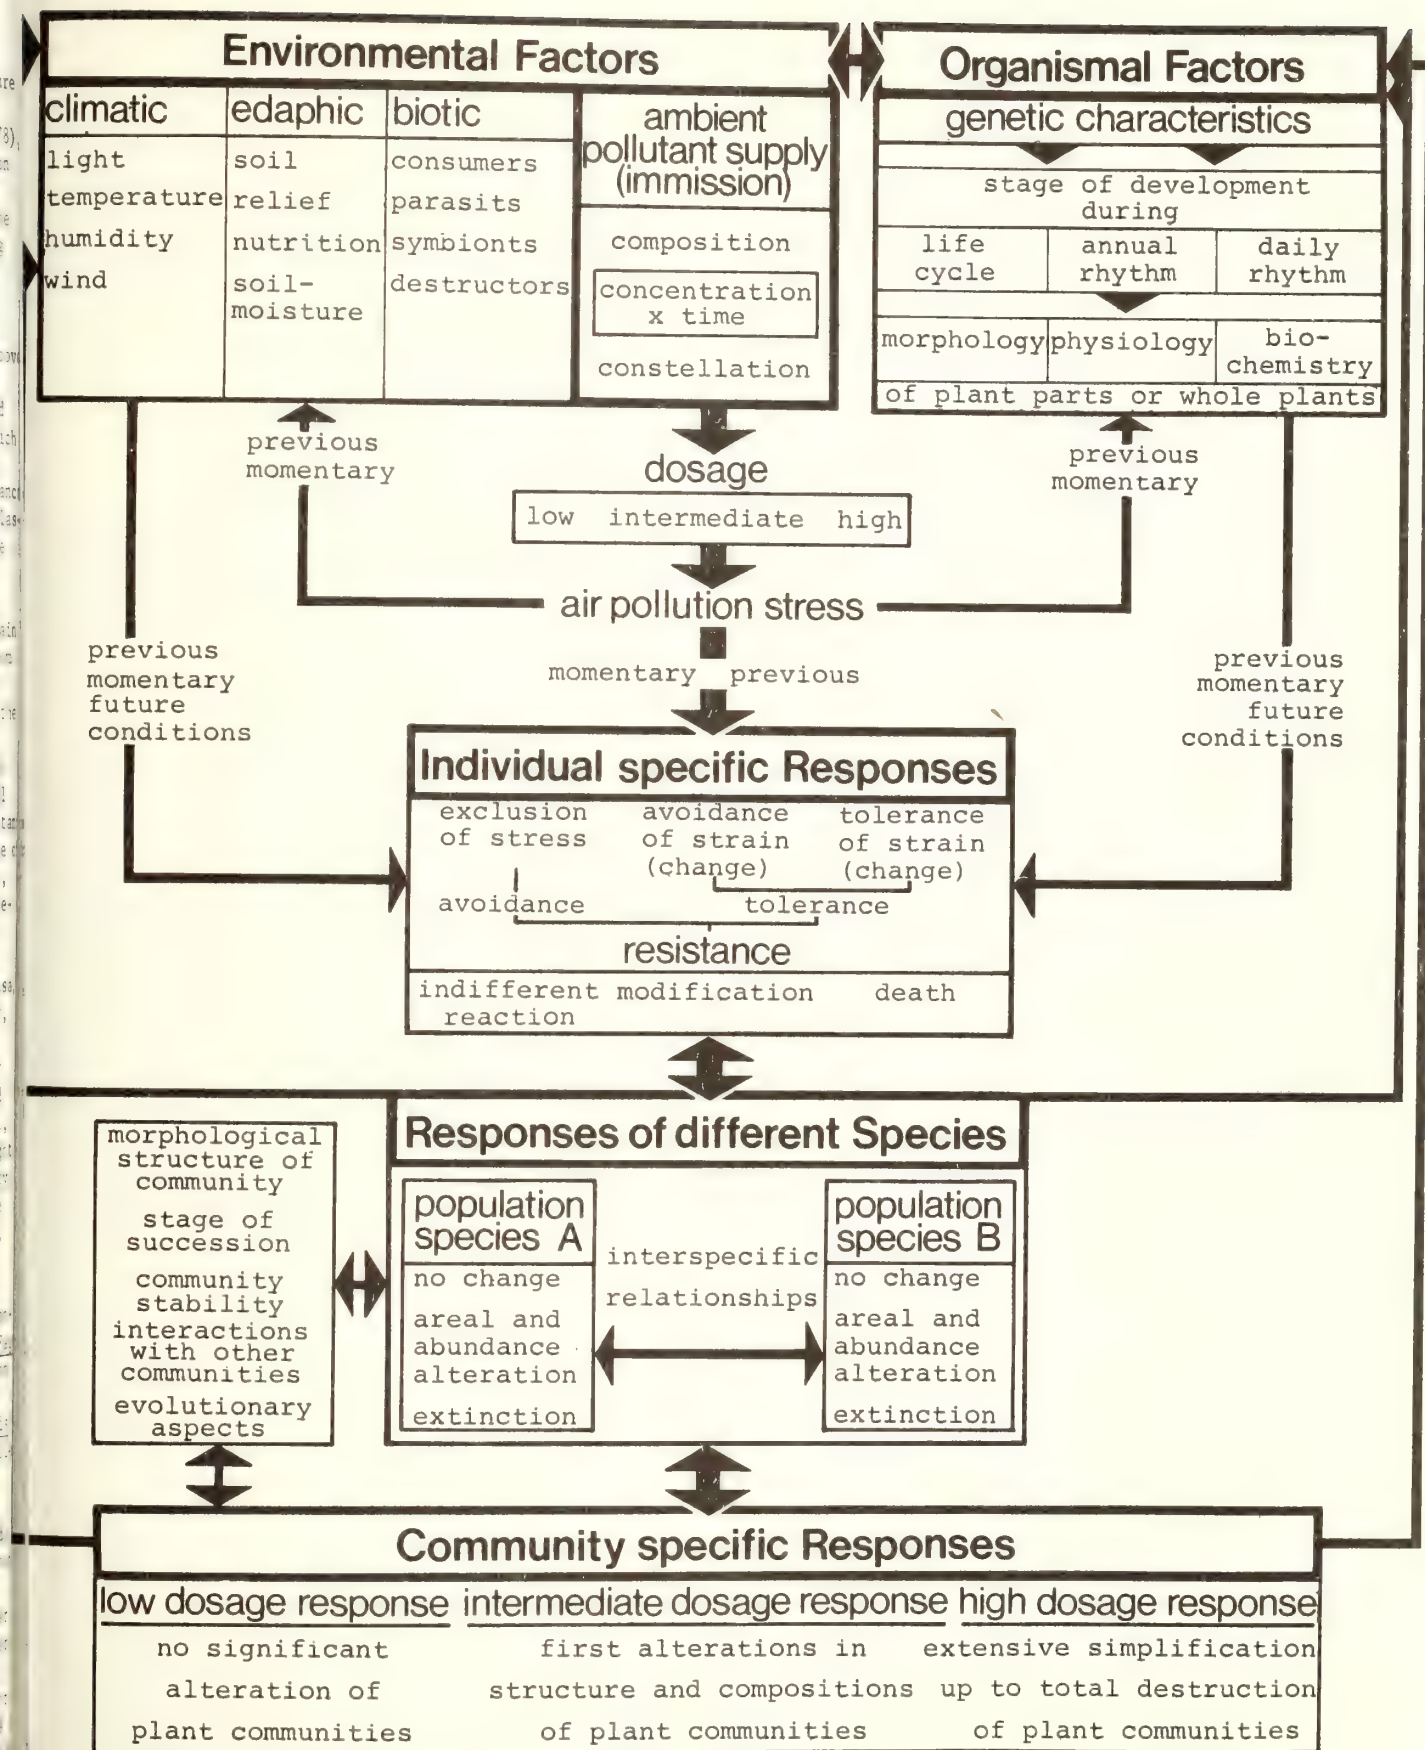 Environmental Factors
climatic
light
temperature
humidity
wind
edaphic
soil
relief
nutrition
soil-
moisture
biotic
consumers
parasits
symbionts
destructors
ambient
pollutant supply
(immission)
composition
concentration
x time
constellation
Organismal Factors
genetic characteristics
stage of development
during
life
cycle
annual
rhythm
daily
rhythm
morphology
physiology
bio-
chemistry
of plant parts or whole plants
previous
momentary
dosage
low intermediate high
previous
momentary
air pollution stress
previous
momentary
future
conditions
momentary previous
previous
momentary
future
conditions
Individual specific Responses
exclusion
of stress
avoidance
of strain
(change)
tolerance
of strain
(change)
avoidance
tolerance
resistance
indifferent
reaction
modification
death
morphological
structure of
community
stage of
succession
community
stability
interactions
with other
communities
evolutionary
aspects
Responses of different Species
population
species A
no change
areal and
abundance
alteration
extinction
interspecific
relationships
population
species B
no change
areal and
abundance
alteration
extinction
Community specific Responses
low dosage response
no significant
alteration of
plant communities
intermediate dosage response
first alterations in
structure and compositions
of plant communities
high dosage response
extensive simplification
up to total destruction
of plant communities